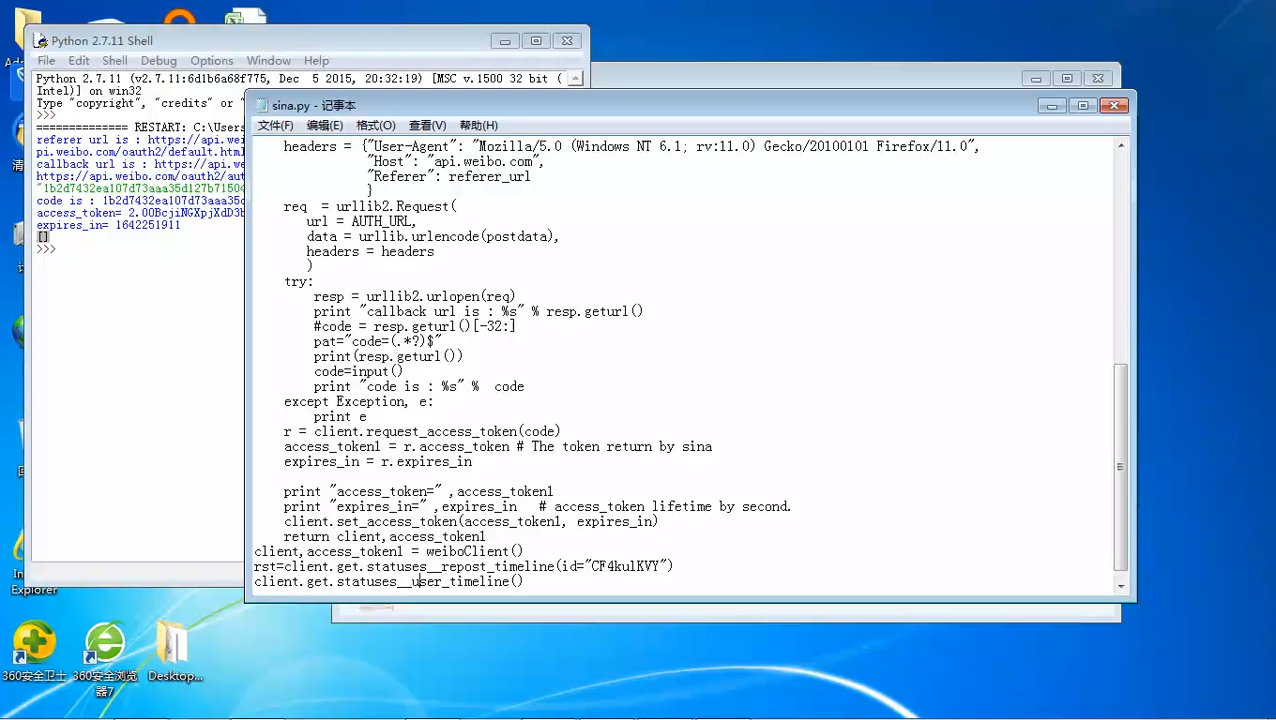 Python 2.7.11 Shell
File Edit Shell Debug Options Window Help
Python 2.7.11 (v2.7.11:6d1b6a68f775, Dec  5 2015, 20:32:19) [MSC v.1500 32 bit (
Intel)] on win32
Type "copyright", "credits" or "
>>>
============== RESTART: C:\Users
referer url is : https://api.wei
pi.weibo.com/oauth2/default.html
callback url is : https://api.we
https://api.weibo.com/oauth2/aut
"1b2d7432ea107d73aaa35d127b71504
code is : 1b2d7432ea107d73aaa35d
access_token= 2.00BcjiNGXpjXdD3b
expires_in= 1642251911
[]
>>>
sina.py - 记事本
文件(F) 编辑(E) 格式(O) 查看(V) 帮助(H)
headers = {"User-Agent": "Mozilla/5.0 (Windows NT 6.1; rv:11.0) Gecko/20100101 Firefox/11.0",
"Host": "api.weibo.com",
"Referer": referer_url
}
req  = urllib2.Request(
url = AUTH_URL,
data = urllib.urlencode(postdata),
headers = headers
)
try:
resp = urllib2.urlopen(req)
print "callback url is : %s" % resp.geturl()
#code = resp.geturl()[-32:]
pat="code=(.*?)$"
print(resp.geturl())
code=input()
print "code is : %s" %  code
except Exception, e:
print e
r = client.request_access_token(code)
access_token1 = r.access_token # The token return by sina
expires_in = r.expires_in
print "access_token=" ,access_token1
print "expires_in=" ,expires_in   # access_token lifetime by second.
client.set_access_token(access_token1, expires_in)
return client,access_token1
client,access_token1 = weiboClient()
rst=client.get.statuses__repost_timeline(id="CF4kulKVY")
client.get.statuses__user_timeline()
Explorer
360安全卫士
360安全浏览
器7
Desktop...